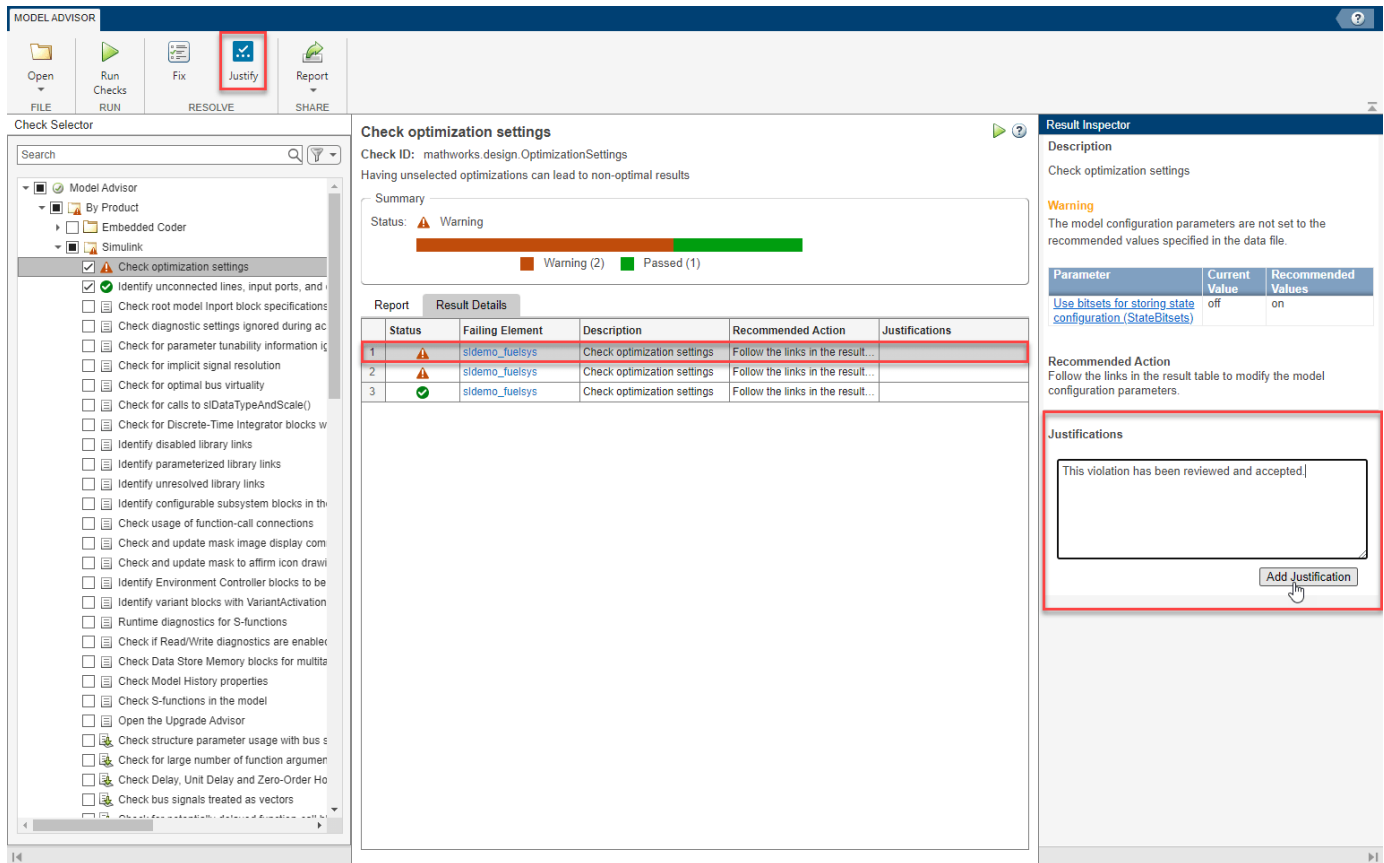 MODEL ADVISOR
?
Open
Run
Checks
Fix
Justify
Report
FILE
RUN
RESOLVE
SHARE
Check Selector
Search
Model Advisor
By Product
Embedded Coder
Simulink
Check optimization settings
Identify unconnected lines, input ports, and
Check root model Inport block specifications
Check diagnostic settings ignored during ac
Check for parameter tunability information ig
Check for implicit signal resolution
Check for optimal bus virtuality
Check for calls to slDataTypeAndScale()
Check for Discrete-Time Integrator blocks w
Identify disabled library links
Identify parameterized library links
Identify unresolved library links
Identify configurable subsystem blocks in th
Check usage of function-call connections
Check and update mask image display com
Check and update mask to affirm icon drawi
Identify Environment Controller blocks to be
Identify variant blocks with VariantActivation
Runtime diagnostics for S-functions
Check if Read/Write diagnostics are enabled
Check Data Store Memory blocks for multita
Check Model History properties
Check S-functions in the model
Open the Upgrade Advisor
Check structure parameter usage with bus s
Check for large number of function argumen
Check Delay, Unit Delay and Zero-Order Ho
Check bus signals treated as vectors
Check optimization settings
?
Check ID: mathworks.design.OptimizationSettings
Having unselected optimizations can lead to non-optimal results
Summary
Status: Warning
Warning (2) Passed (1)
Report Result Details
Status Failing Element Description Recommended Action Justifications
1 sldemo_fuelsys Check optimization settings Follow the links in the result...
2 sldemo_fuelsys Check optimization settings Follow the links in the result...
3 sldemo_fuelsys Check optimization settings Follow the links in the result...
Result Inspector
Description
Check optimization settings
Warning
The model configuration parameters are not set to the
recommended values specified in the data file.
Parameter Current Recommended
Value Values
Use bitsets for storing state off on
configuration (StateBitsets)
Recommended Action
Follow the links in the result table to modify the model
configuration parameters.
Justifications
This violation has been reviewed and accepted.
Add Justification